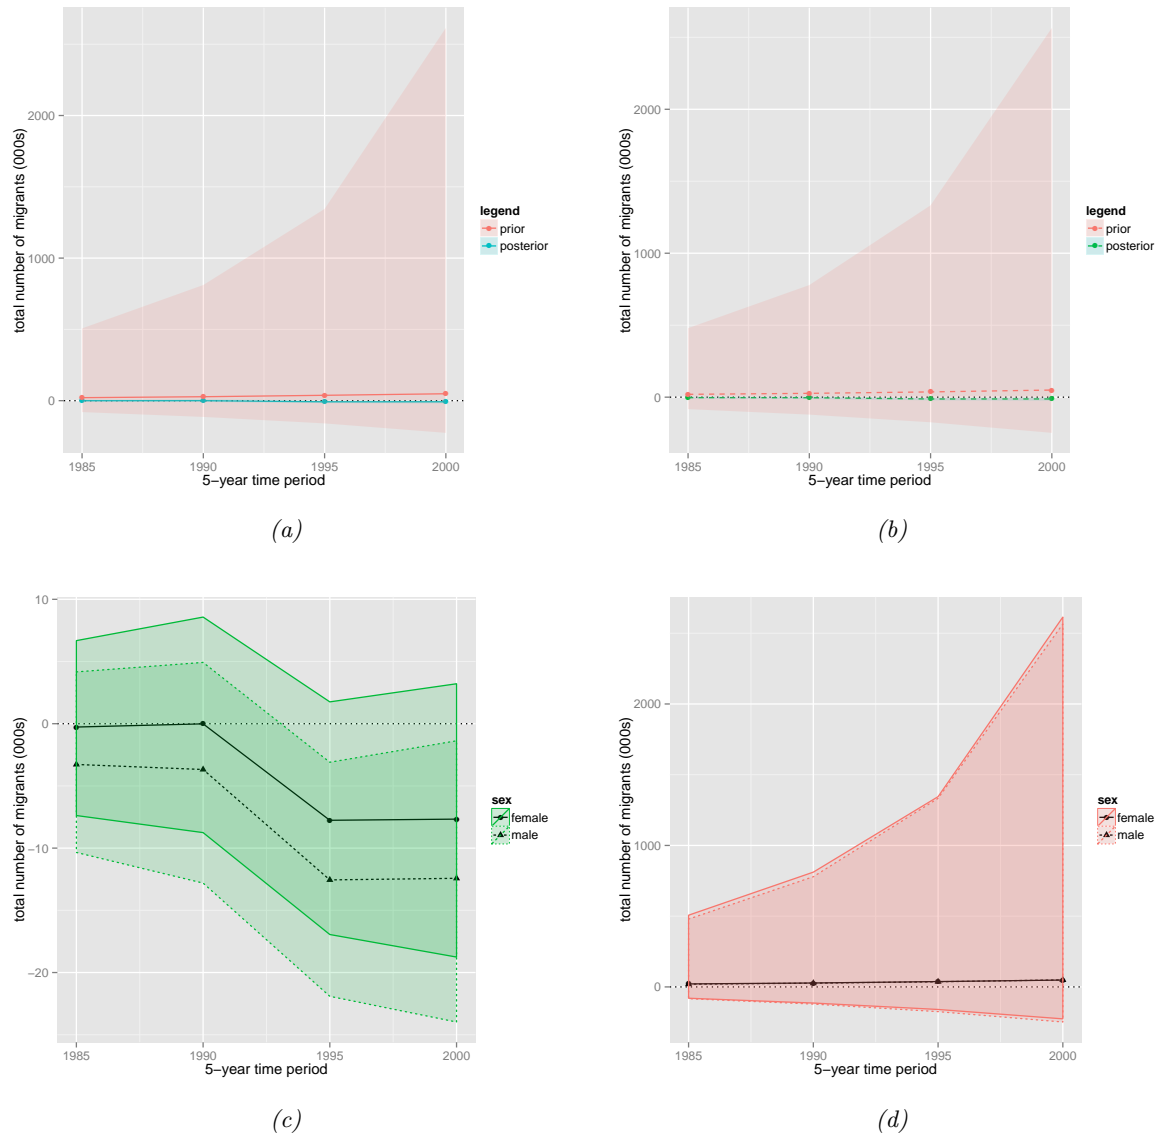 total number of migrants (000s)
2000
1000
0
1985 1990 1995 2000
5−year time period
legend
prior
posterior
(a)
total number of migrants (000s)
2000
1000
0
1985 1990 1995 2000
5−year time period
legend
prior
posterior
(b)
total number of migrants (000s)
10
0
−10
−20
1985 1990 1995 2000
5−year time period
sex
female
male
(c)
total number of migrants (000s)
2000
1000
0
1985 1990 1995 2000
5−year time period
sex
female
male
(d)